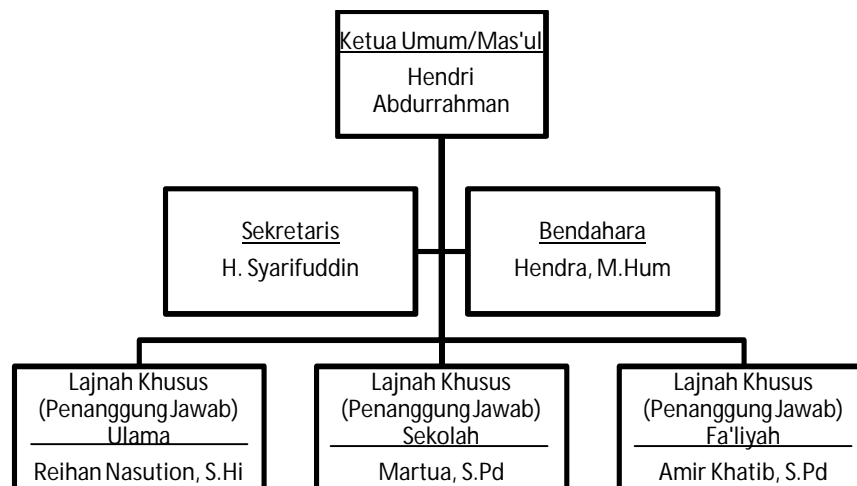 Ketua Umum/Mas'ul
Hendri
Abdurrahman
Sekretaris
H. Syarifuddin
Bendahara
Hendra, M.Hum
Lajnah Khusus
(Penanggung Jawab)
Ulama
Reihan Nasution, S.Hi
Lajnah Khusus
(Penanggung Jawab)
Sekolah
Martua, S.Pd
Lajnah Khusus
(Penanggung Jawab)
Fa'liyah
Amir Khatib, S.Pd